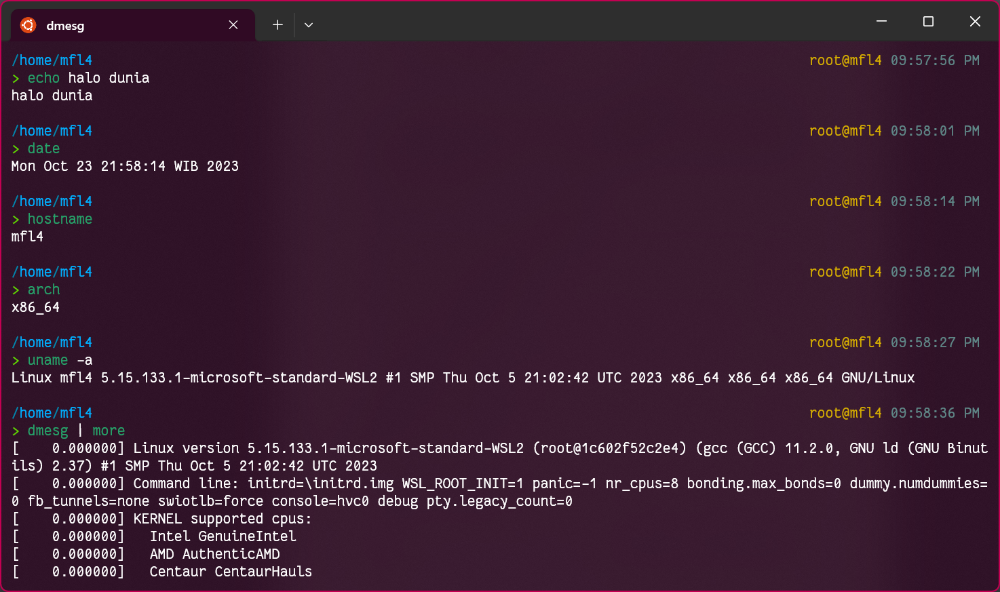 dmesg
/home/mfl4 root@mfl4 09:57:56 PM
> echo halo dunia
halo dunia
/home/mfl4 root@mfl4 09:58:01 PM
> date
Mon Oct 23 21:58:14 WIB 2023
/home/mfl4 root@mfl4 09:58:14 PM
> hostname
mfl4
/home/mfl4 root@mfl4 09:58:22 PM
> arch
x86_64
/home/mfl4 root@mfl4 09:58:27 PM
> uname -a
Linux mfl4 5.15.133.1-microsoft-standard-WSL2 #1 SMP Thu Oct 5 21:02:42 UTC 2023 x86_64 x86_64 x86_64 GNU/Linux
/home/mfl4 root@mfl4 09:58:36 PM
> dmesg | more
[    0.000000] Linux version 5.15.133.1-microsoft-standard-WSL2 (root@1c602f52c2e4) (gcc (GCC) 11.2.0, GNU ld (GNU Binut
ils) 2.37) #1 SMP Thu Oct 5 21:02:42 UTC 2023
[    0.000000] Command line: initrd=\initrd.img WSL_ROOT_INIT=1 panic=-1 nr_cpus=8 bonding.max_bonds=0 dummy.numdummies=
0 fb_tunnels=none swiotlb=force console=hvc0 debug pty.legacy_count=0
[    0.000000] KERNEL supported cpus:
[    0.000000]   Intel GenuineIntel
[    0.000000]   AMD AuthenticAMD
[    0.000000]   Centaur CentaurHauls